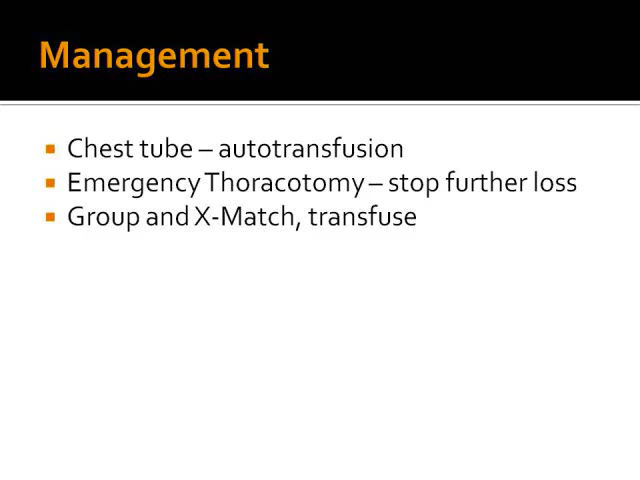 Management
Chest tube – autotransfusion
Emergency Thoracotomy – stop further loss
Group and X-Match, transfuse